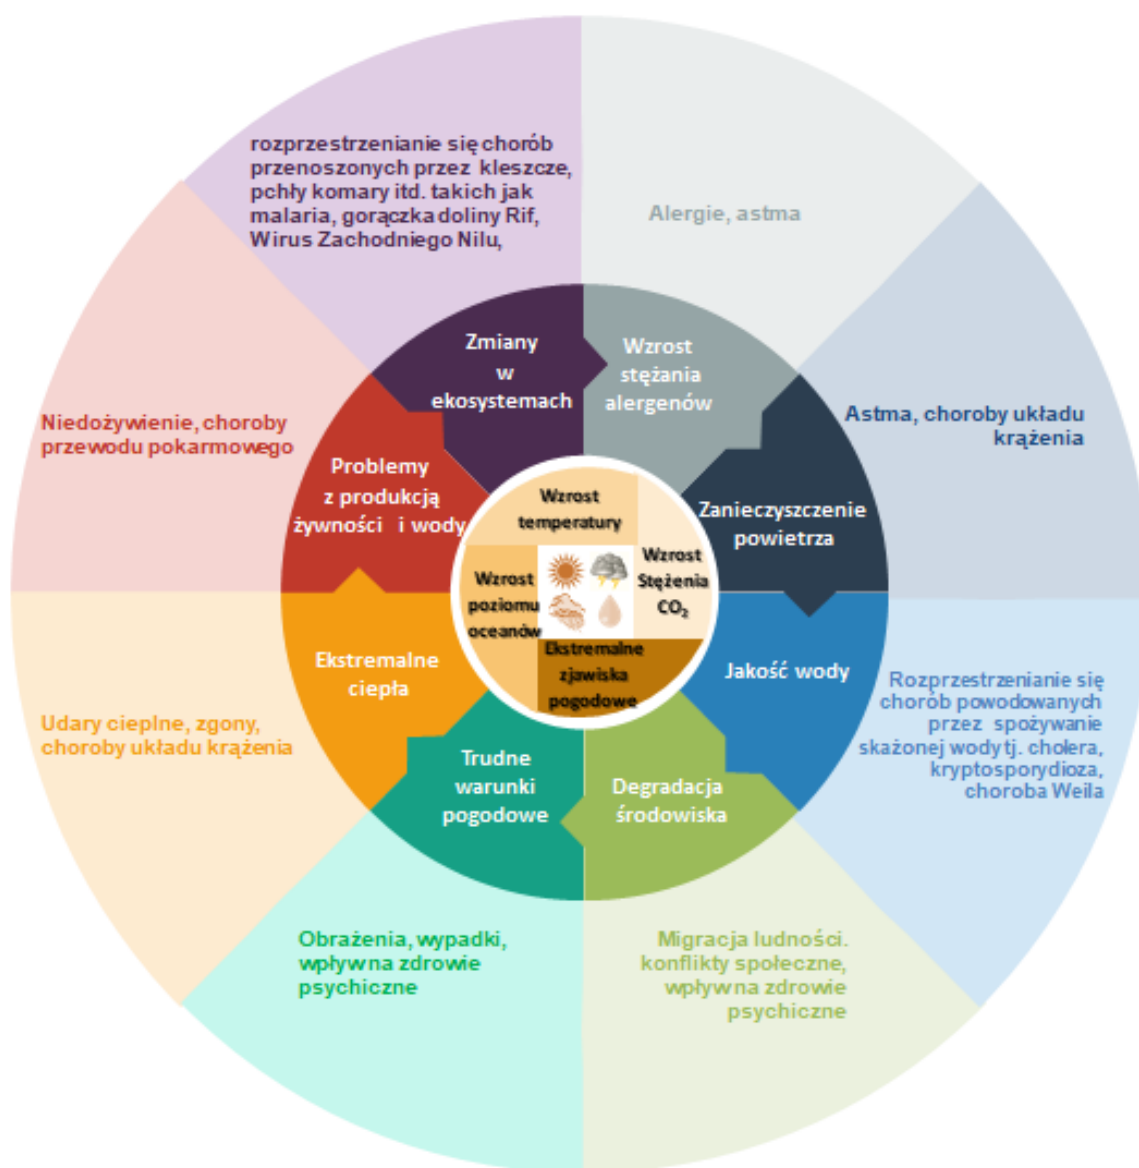 rozprzestrzenianie się chorób
przenoszonych przez kleszcze,
pchły komary itd. takich jak
malaria, gorączka doliny Rif,
Wirus Zachodniego Nilu,
Alergie, astma
Astma, choroby układu
krążenia
Rozprzestrzenianie się
chorób powodowanych
przez spożywanie
skażonej wody tj. cholera,
kryptosporydioza,
choroba Weila
Migracja ludności.
konflikty społeczne,
wpływ na zdrowie
psychiczne
Obrażenia, wypadki,
wpływ na zdrowie
psychiczne
Udary cieplne, zgony,
choroby układu krążenia
Niedożywienie, choroby
przewodu pokarmowego
Zmiany
w
ekosystemach
Wzrost
stężania
alergenów
Zanieczyszczenie
powietrza
Jakość wody
Degradacja
środowiska
Trudne
warunki
pogodowe
Ekstremalne
ciepła
Problemy
z produkcją
żywności i wody
Wzrost
temperatury
Wzrost
Stężenia
CO₂
Ekstremalne
zjawiska
pogodowe
Wzrost
poziomu
oceanów